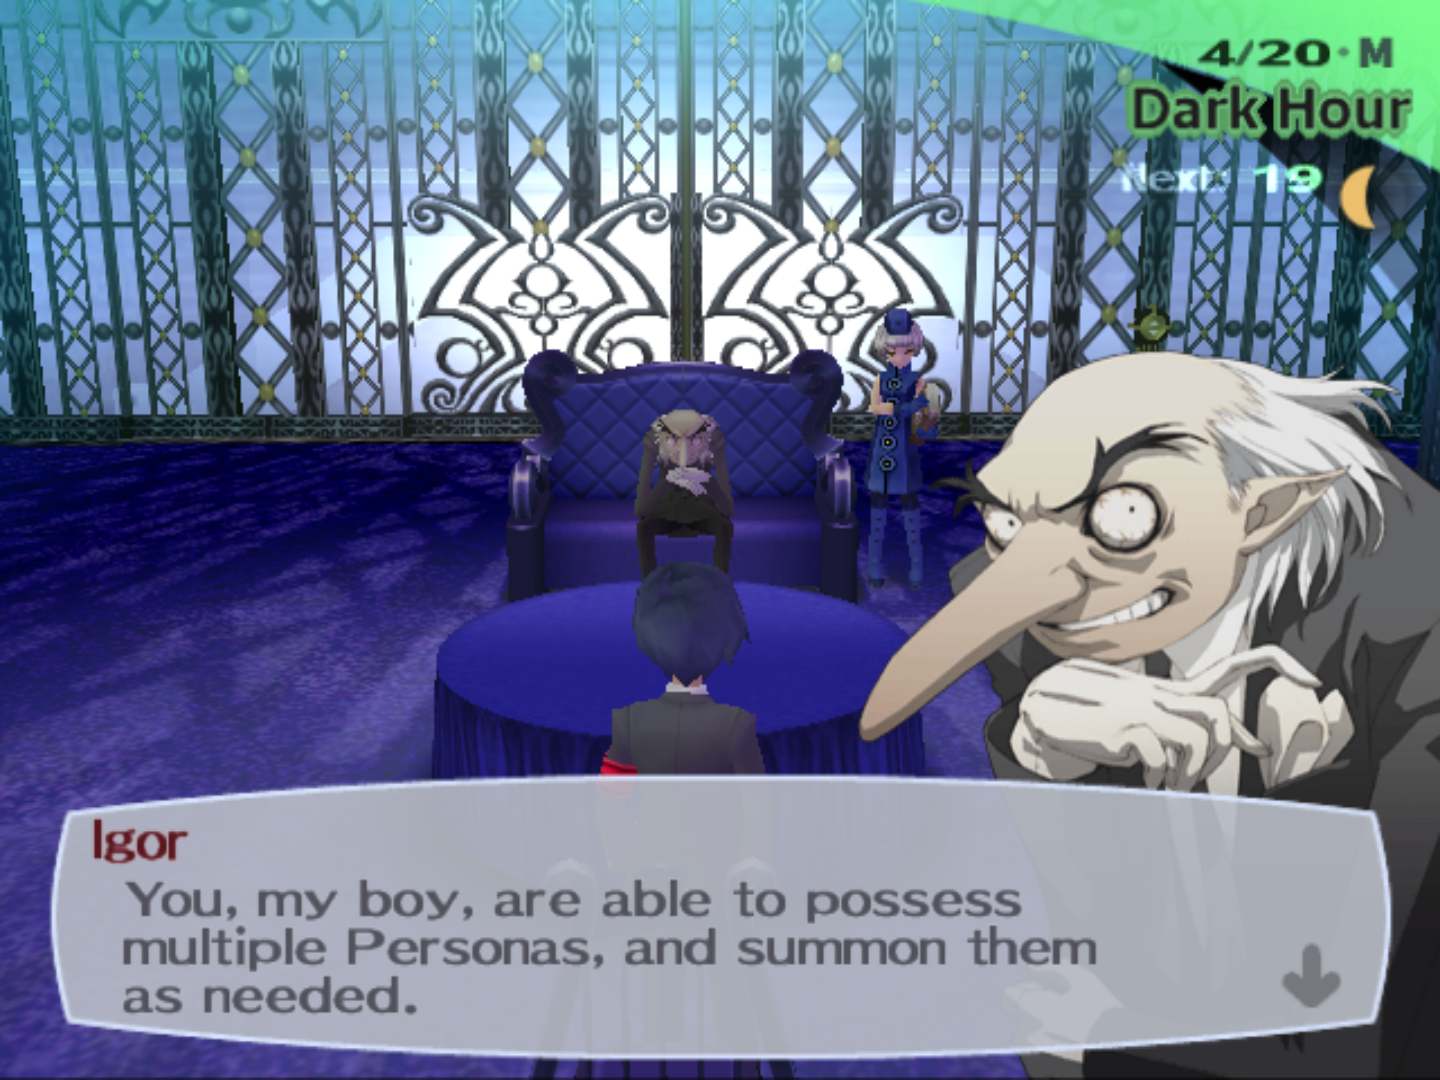 4/20·M
Dark Hour
Next: 19
Igor
You, my boy, are able to possess
multiple Personas, and summon them
as needed.